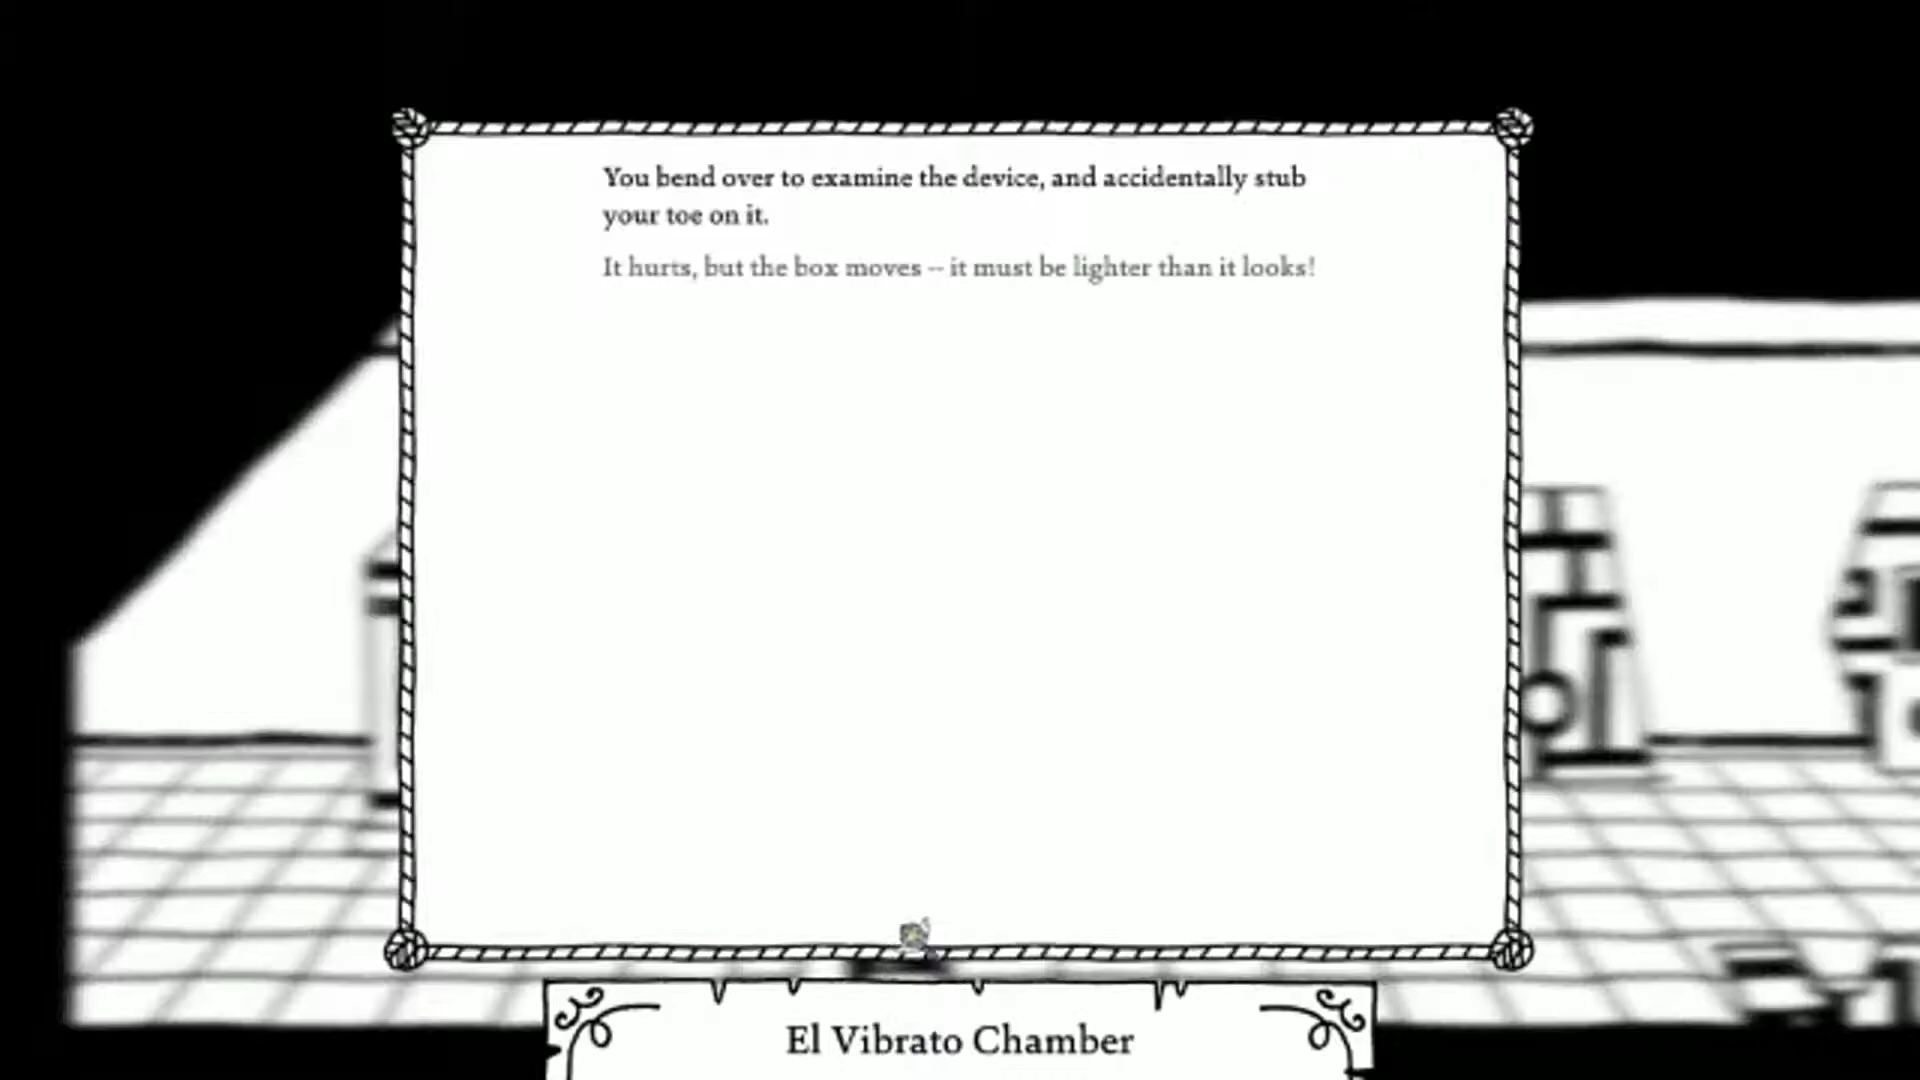 You bend over to examine the device, and accidentally stub
your toe on it.
It hurts, but the box moves -- it must be lighter than it looks!
El Vibrato Chamber